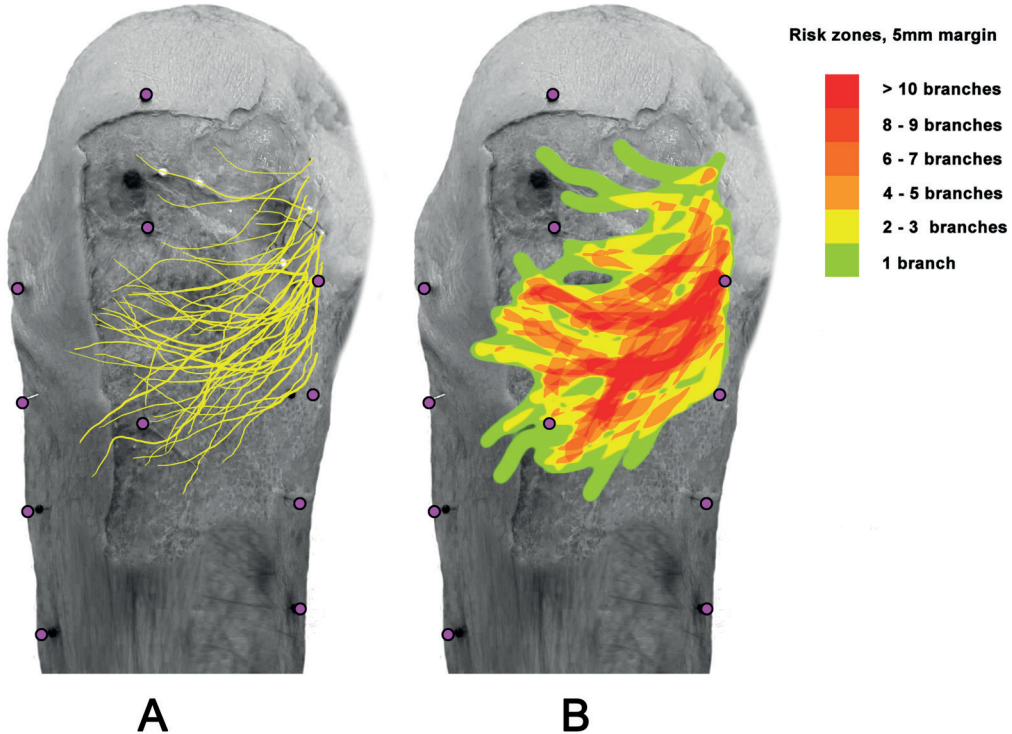 Risk zones, 5mm margin
> 10 branches
8 - 9 branches
6 - 7 branches
4 - 5 branches
2 - 3 branches
1 branch
A
B